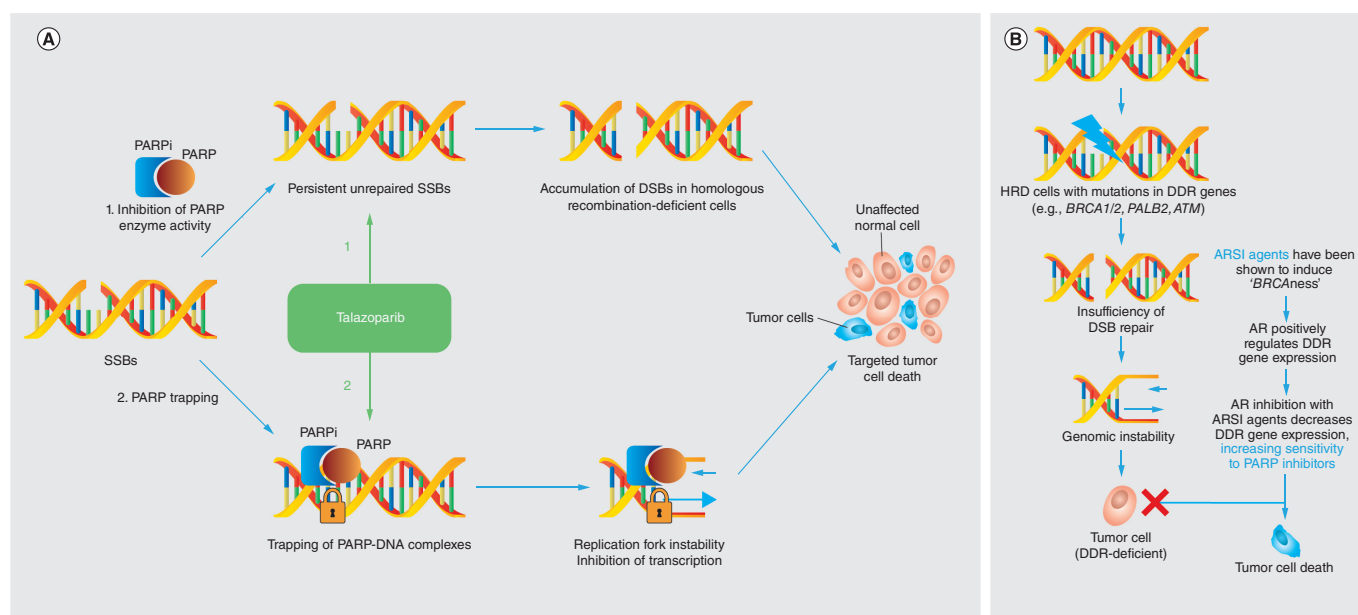 A
PARPi
PARP
1. Inhibition of PARP
enzyme activity
Persistent unrepaired SSBs
Accumulation of DSBs in homologous
recombination-deficient cells
Unaffected
normal cell
1
Talazoparib
Tumor cells
SSBs
Targeted tumor
cell death
2
2. PARP trapping
PARPi
PARP
Trapping of PARP-DNA complexes
Replication fork instability
Inhibition of transcription
B
HRD cells with mutations in DDR genes
(e.g., BRCA1/2, PALB2, ATM)
Insufficiency of
DSB repair
Genomic instability
Tumor cell
(DDR-deficient)
ARSI agents have been
shown to induce
‘BRCAness’
AR positively
regulates DDR
gene expression
AR inhibition with
ARSI agents decreases
DDR gene expression,
increasing sensitivity
to PARP inhibitors
Tumor cell death